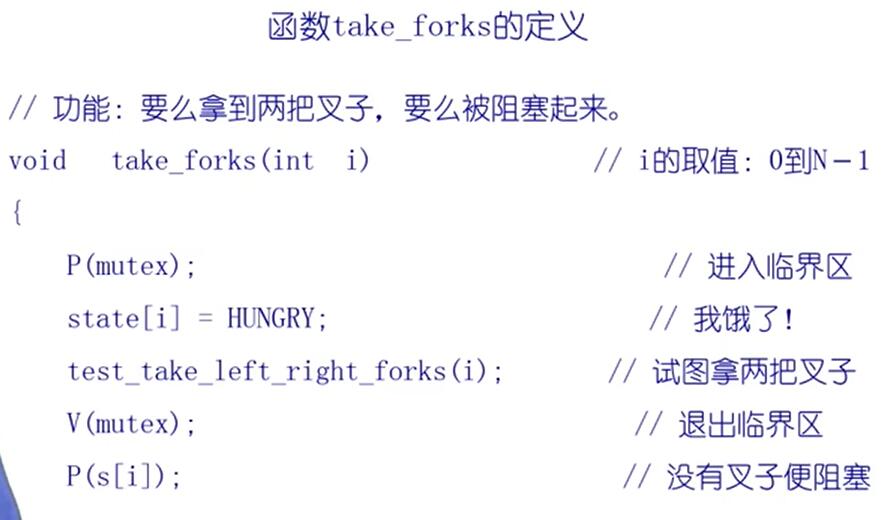 函数take_forks的定义
// 功能：要么拿到两把叉子，要么被阻塞起来。
void take_forks(int i) // i的取值：0到N-1
{
P(mutex); // 进入临界区
state[i] = HUNGRY; // 我饿了!
test_take_left_right_forks(i); // 试图拿两把叉子
V(mutex); // 退出临界区
P(s[i]); // 没有叉子便阻塞